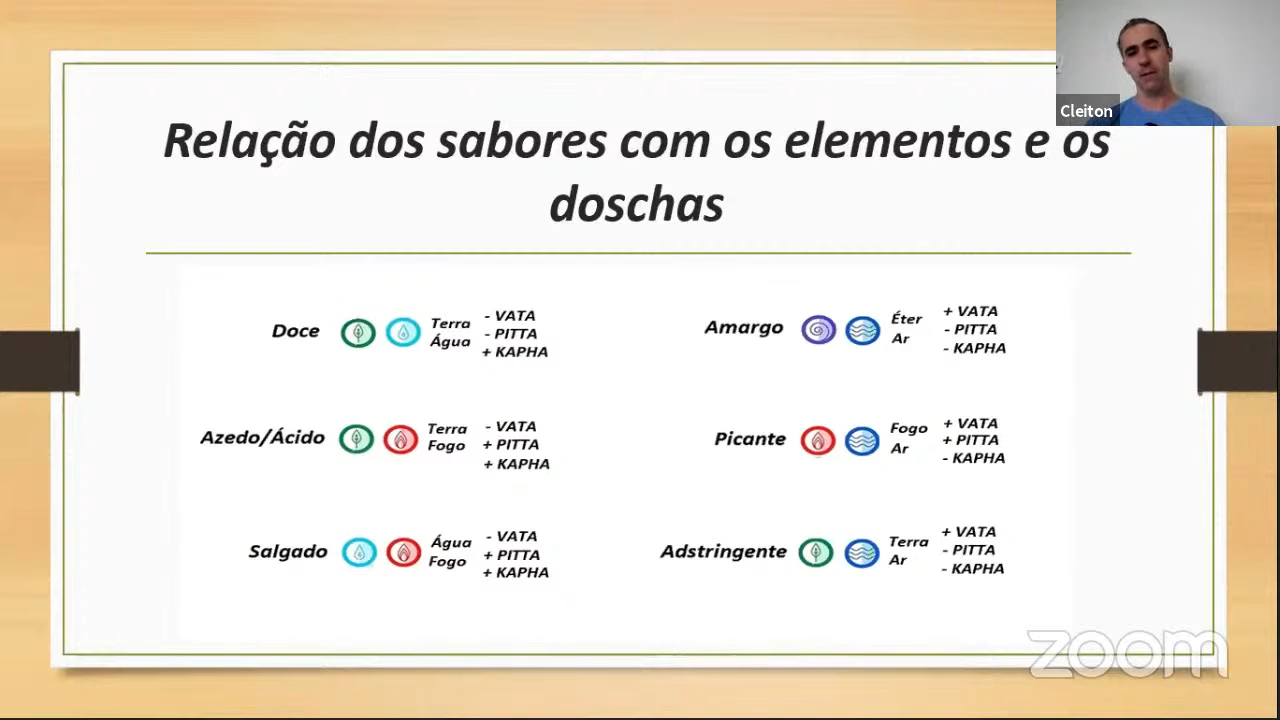 Cleiton
Relação dos sabores com os elementos e os
doschas
Doce
Terra
Água
- VATA
- PITTA
+ KAPHA
Amargo
Éter
Ar
+ VATA
- PITTA
- KAPHA
Azedo/Ácido
Terra
Fogo
- VATA
+ PITTA
+ KAPHA
Picante
Fogo
Ar
+ VATA
+ PITTA
- KAPHA
Salgado
Água
Fogo
- VATA
+ PITTA
+ KAPHA
Adstringente
Terra
Ar
+ VATA
- PITTA
- KAPHA
zoom